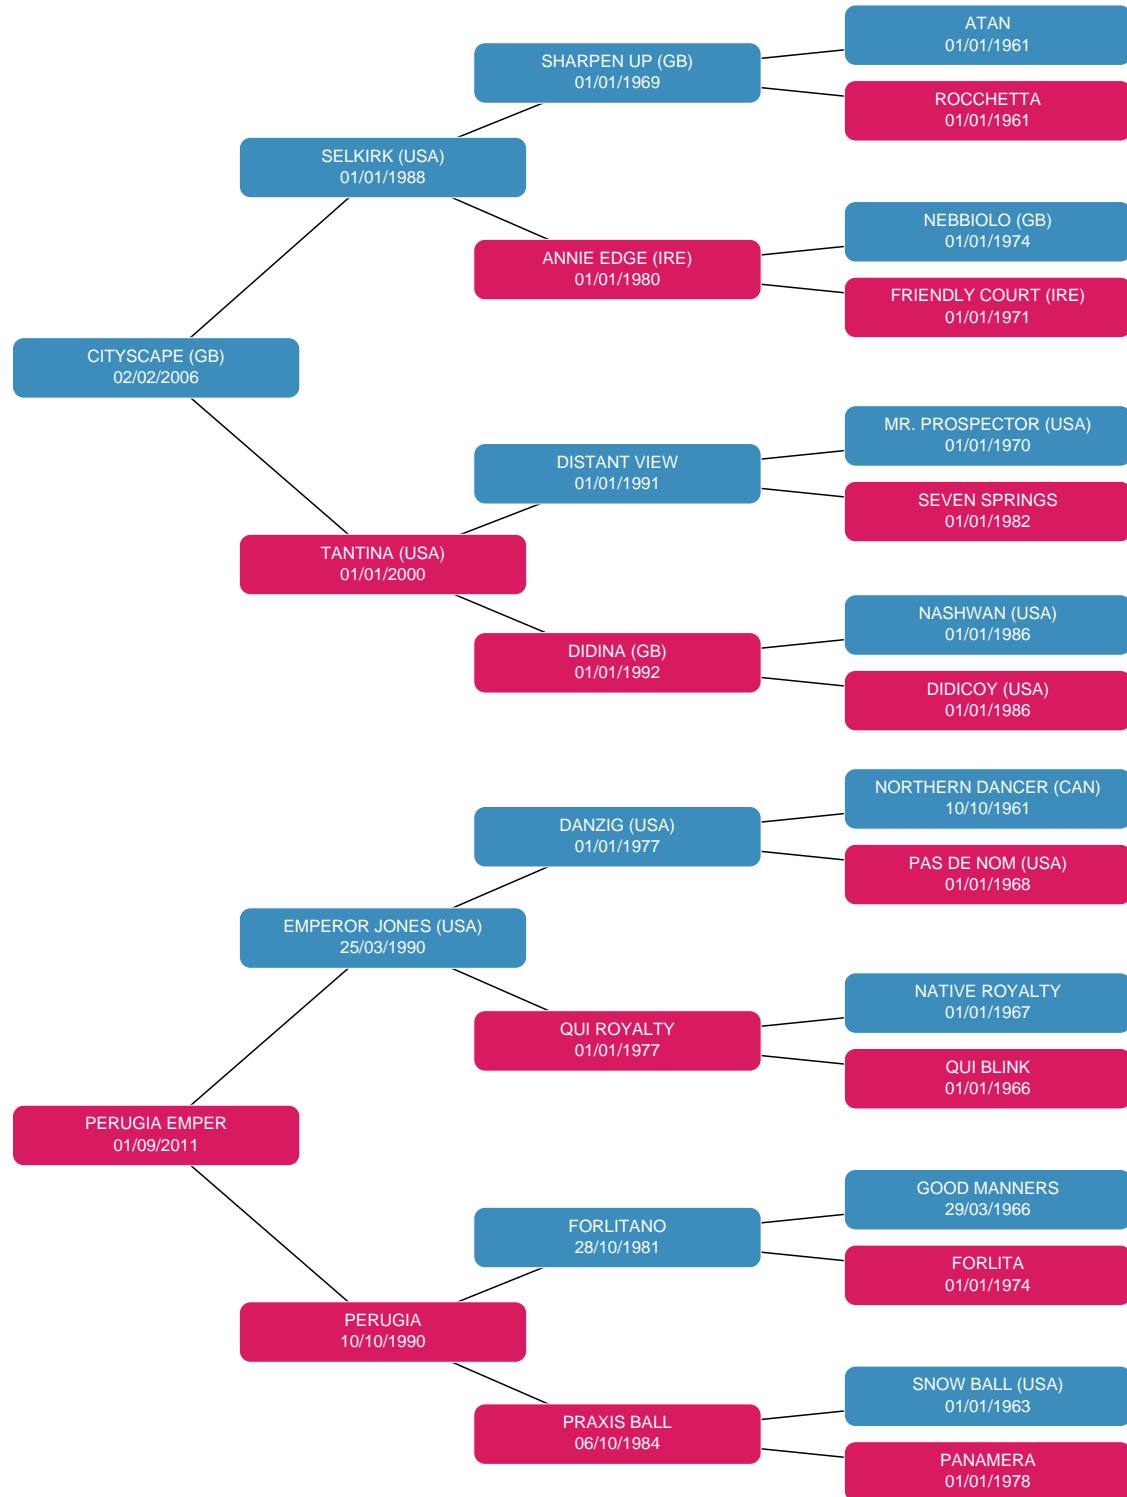 ATAN
01/01/1961
SHARPEN UP (GB)
01/01/1969
ROCCHETTA
01/01/1961
SELKIRK (USA)
01/01/1988
NEBBIOLO (GB)
01/01/1974
ANNIE EDGE (IRE)
01/01/1980
FRIENDLY COURT (IRE)
01/01/1971
CITYSCAPE (GB)
02/02/2006
MR. PROSPECTOR (USA)
01/01/1970
DISTANT VIEW
01/01/1991
SEVEN SPRINGS
01/01/1982
TANTINA (USA)
01/01/2000
NASHWAN (USA)
01/01/1986
DIDINA (GB)
01/01/1992
DIDICOY (USA)
01/01/1986
NORTHERN DANCER (CAN)
10/10/1961
DANZIG (USA)
01/01/1977
PAS DE NOM (USA)
01/01/1968
EMPEROR JONES (USA)
25/03/1990
NATIVE ROYALTY
01/01/1967
QUI ROYALTY
01/01/1977
QUI BLINK
01/01/1966
PERUGIA EMPER
01/09/2011
GOOD MANNERS
29/03/1966
FORLITANO
28/10/1981
FORLITA
01/01/1974
PERUGIA
10/10/1990
SNOW BALL (USA)
01/01/1963
PRAXIS BALL
06/10/1984
PANAMERA
01/01/1978